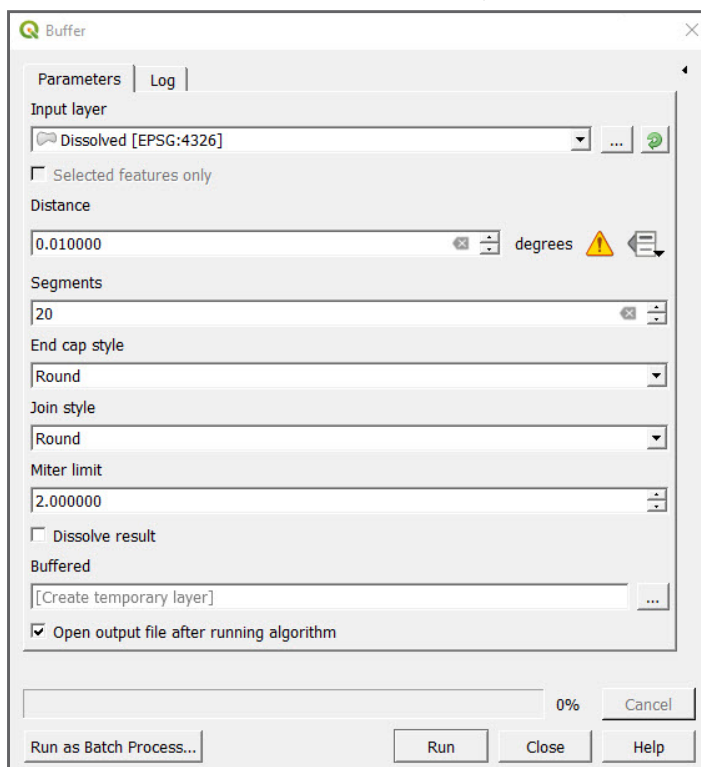 Buffer
Parameters Log
Input layer
Dissolved [EPSG:4326] ...
Selected features only
Distance
0.010000 degrees
Segments
20
End cap style
Round
Join style
Round
Miter limit
2.000000
Dissolve result
Buffered
[Create temporary layer] ...
Open output file after running algorithm
0% Cancel
Run as Batch Process... Run Close Help